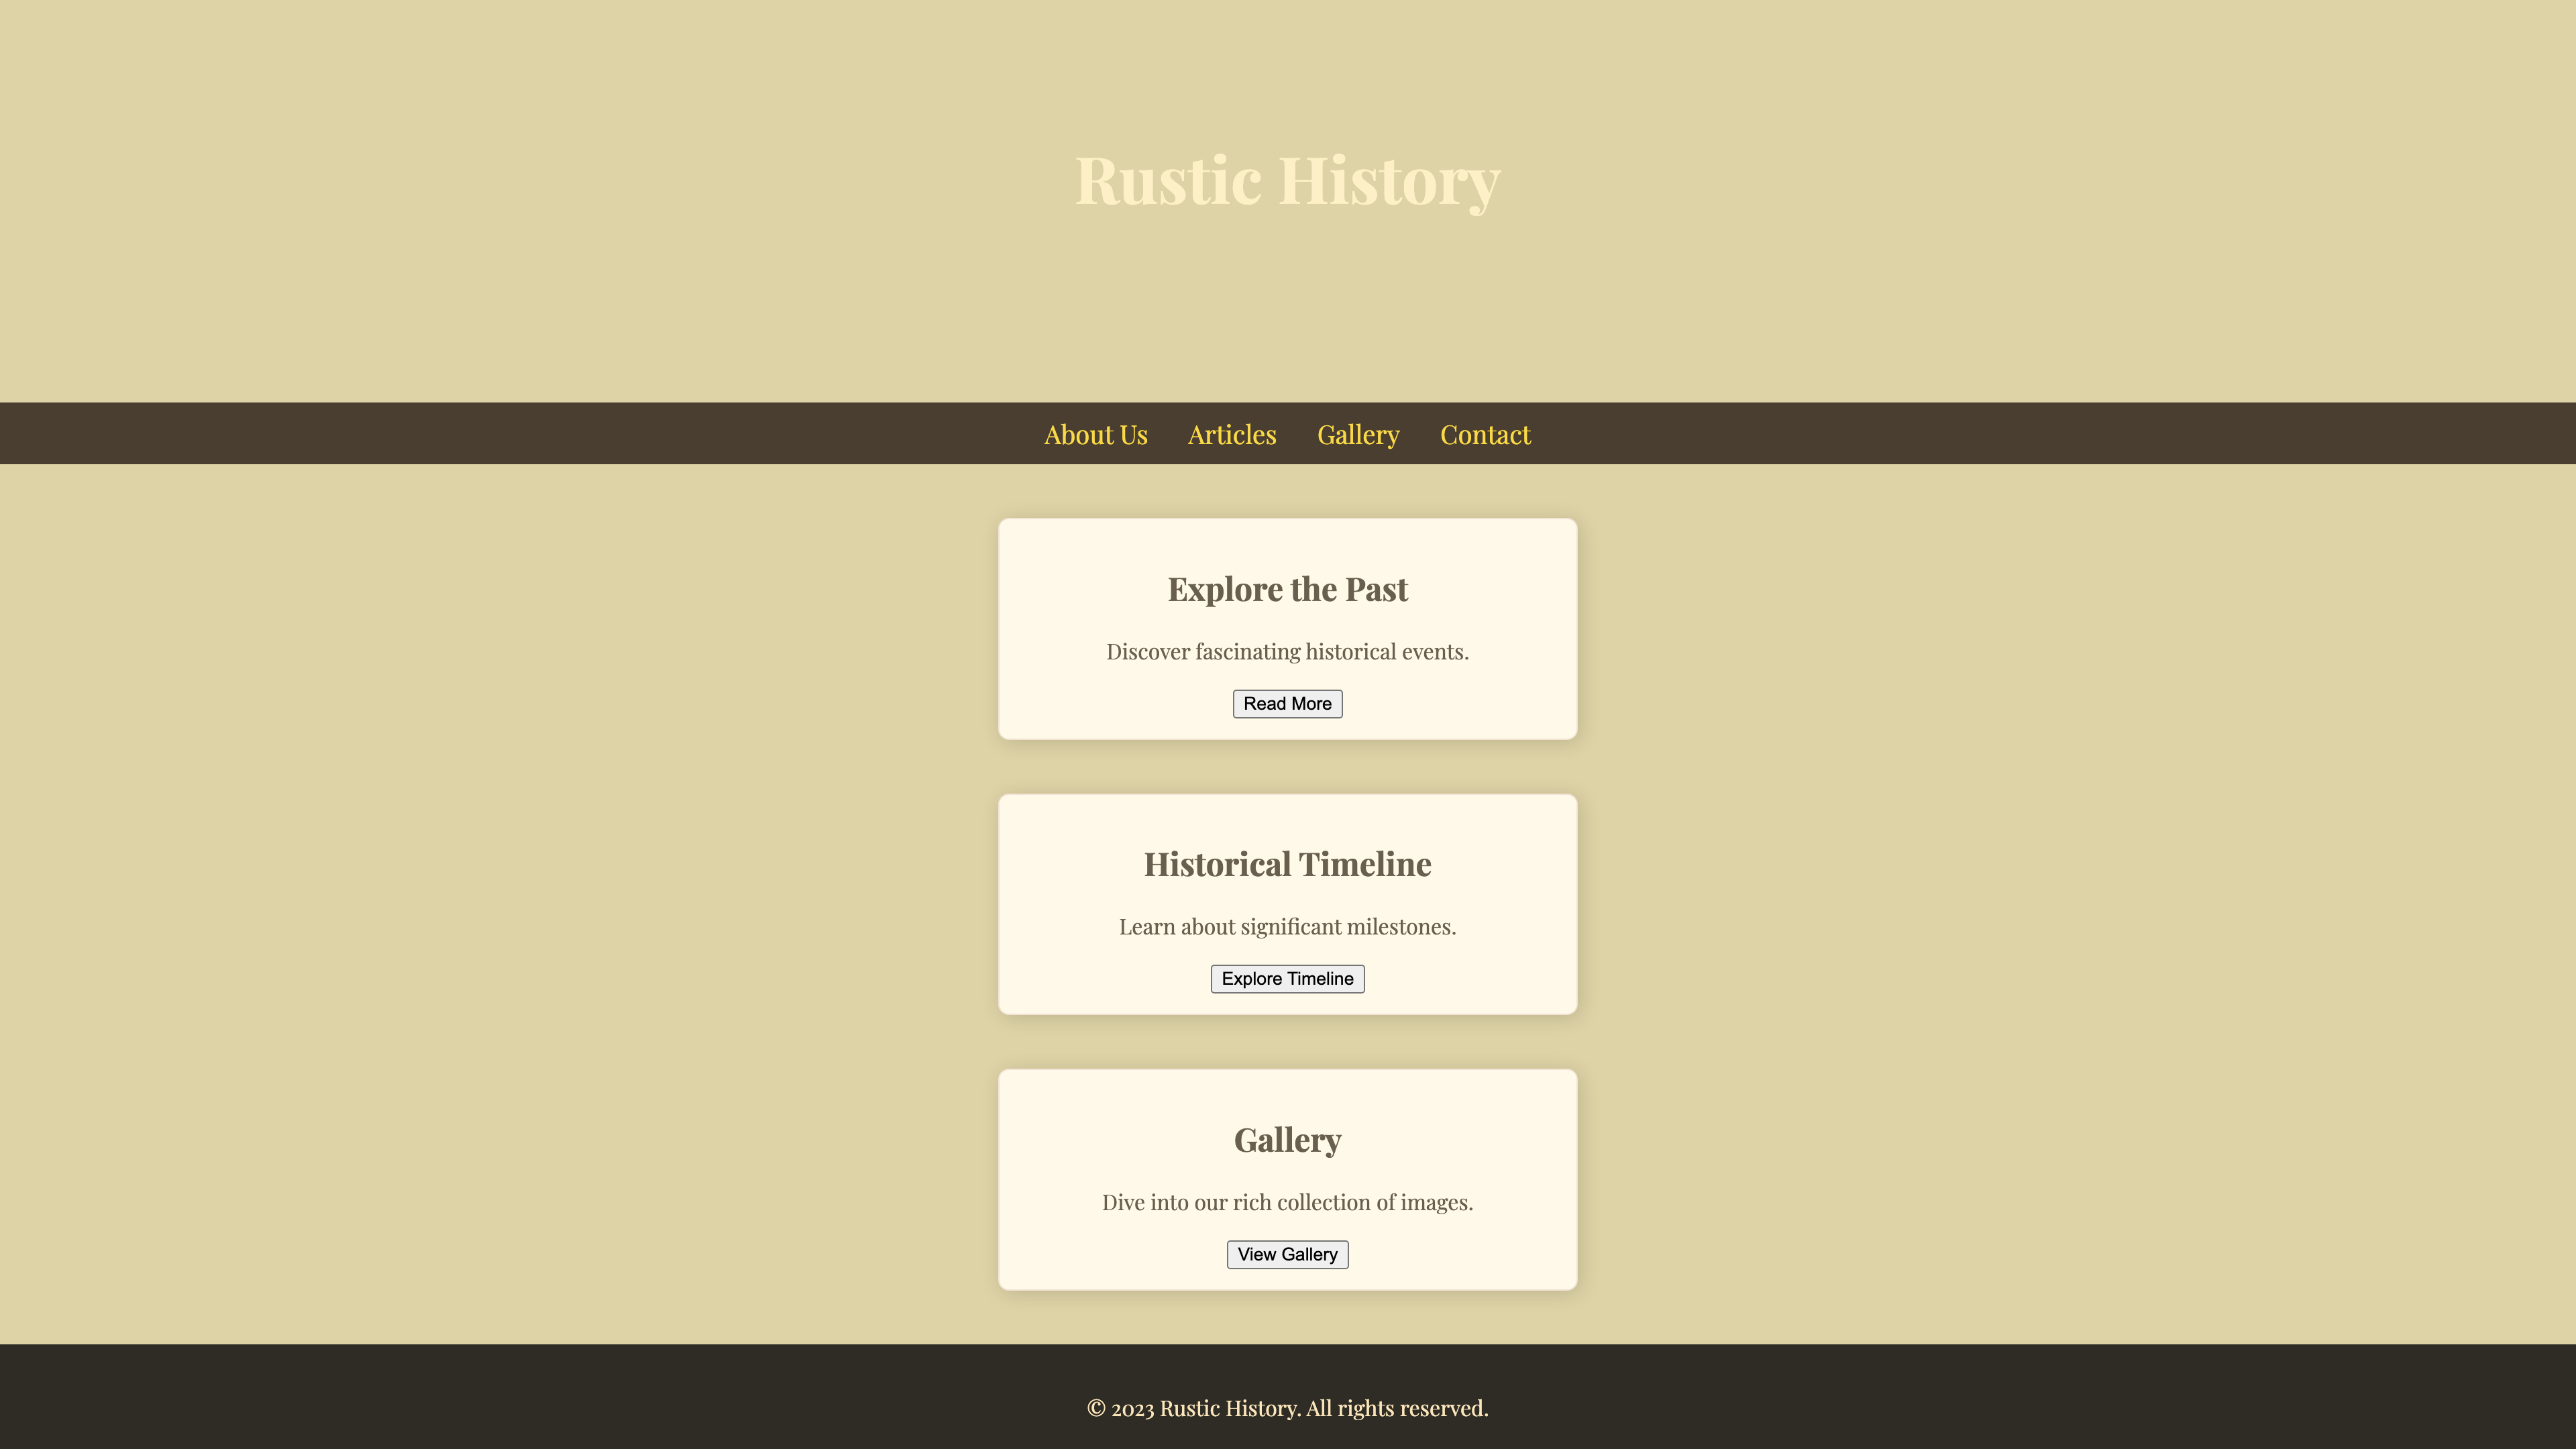 Rustic History
About Us Articles Gallery Contact
Explore the Past
Discover fascinating historical events.
Read More
Historical Timeline
Learn about significant milestones.
Explore Timeline
Gallery
Dive into our rich collection of images.
View Gallery
© 2023 Rustic History. All rights reserved.